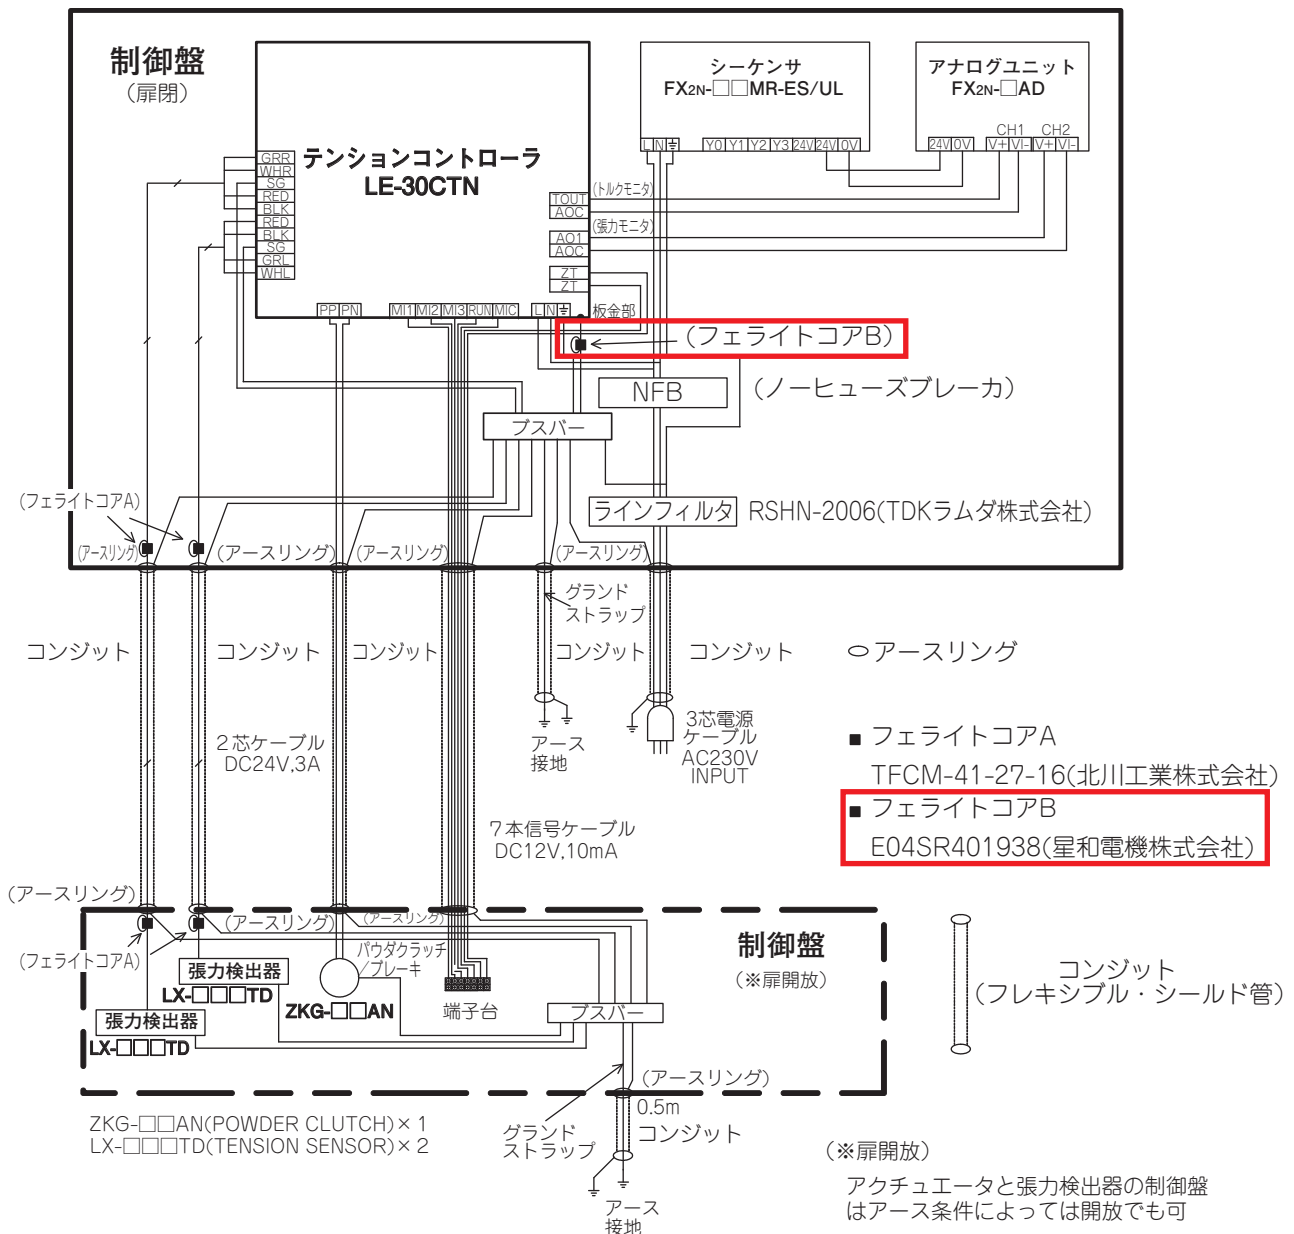 制御盤
（扉閉）
テンションコントローラ
LE-30CTN
GRR
WHR
SG
RED
BLK
RED
BLK
SG
GRL
WHL
PP PN
MI1 MI2 MI3 RUN MIC
L N
TOUT
AOC
AO1
AOC
ZT
ZT
(トルクモニタ)
(張力モニタ)
板金部
シーケンサ
FX2N-□□MR-ES/UL
L N
Y0 Y1 Y2 Y3 24V 24V 0V
アナログユニット
FX2N-□AD
CH1 CH2
24V 0V V+ VI- V+ VI-
(フェライトコアB)
NFB
(ノーヒューズブレーカ)
ブスバー
ラインフィルタ
RSHN-2006(TDKラムダ株式会社)
(フェライトコアA)
(アースリング)
(アースリング)
(アースリング)
(アースリング)
グランド
ストラップ
コンジット
コンジット
コンジット
コンジット
コンジット
アース
接地
3芯電源
ケーブル
AC230V
INPUT
2芯ケーブル
DC24V,3A
7本信号ケーブル
DC12V,10mA
○アースリング
■ フェライトコアA
TFCM-41-27-16(北川工業株式会社)
■ フェライトコアB
E04SR401938(星和電機株式会社)
(アースリング)
(アースリング)
(アースリング)
(フェライトコアA)
張力検出器
LX-□□□TD
張力検出器
LX-□□□TD
パウダクラッチ
/ブレーキ
ZKG-□□AN
端子台
ブスバー
制御盤
（※扉開放）
(アースリング)
0.5m
コンジット
グランド
ストラップ
アース
接地
コンジット
(フレキシブル・シールド管)
ZKG-□□AN(POWDER CLUTCH)×1
LX-□□□TD(TENSION SENSOR)×2
（※扉開放）
アクチュエータと張力検出器の制御盤
はアース条件によっては開放でも可